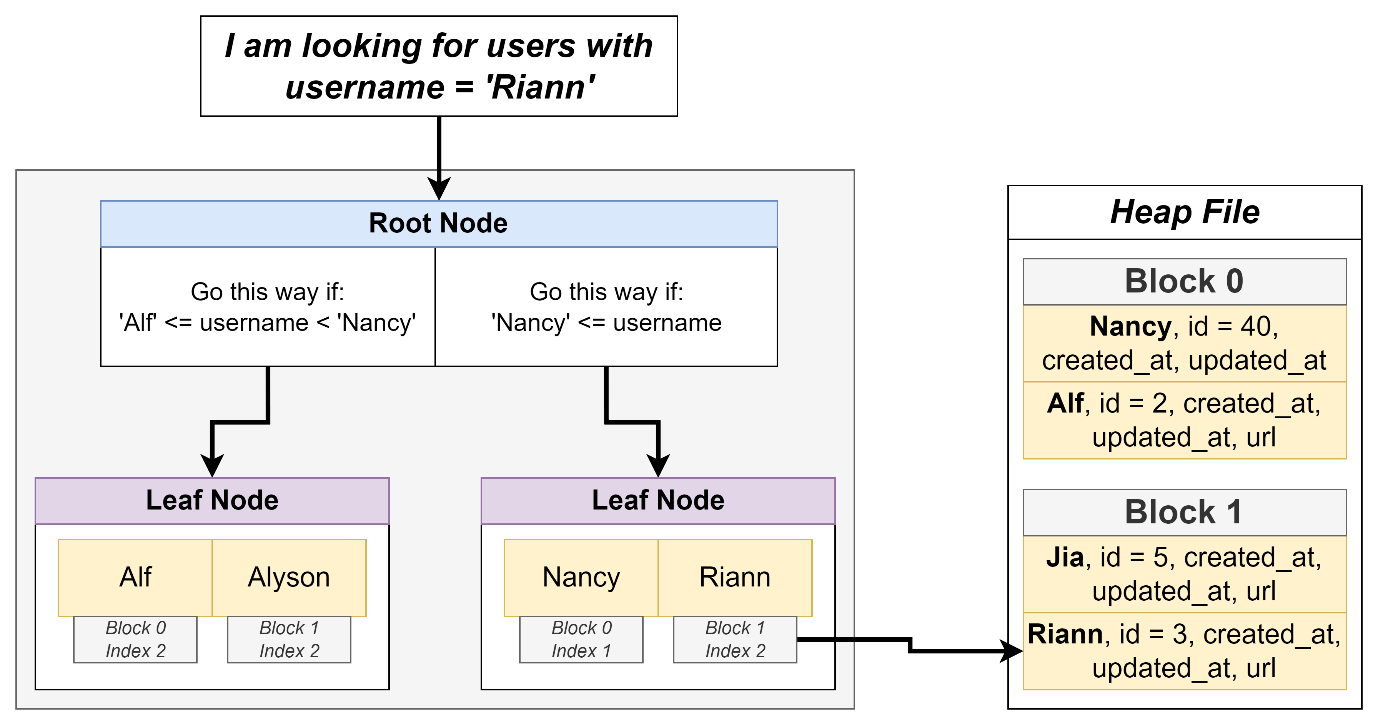 I am looking for users with
username = 'Riann'
Root Node
Go this way if:
'Alf' <= username < 'Nancy'
Go this way if:
'Nancy' <= username
Leaf Node
Alf
Alyson
Block 0
Index 2
Block 1
Index 2
Leaf Node
Nancy
Riann
Block 0
Index 1
Block 1
Index 2
Heap File
Block 0
Nancy, id = 40,
created_at, updated_at
Alf, id = 2, created_at,
updated_at, url
Block 1
Jia, id = 5, created_at,
updated_at, url
Riann, id = 3, created_at,
updated_at, url